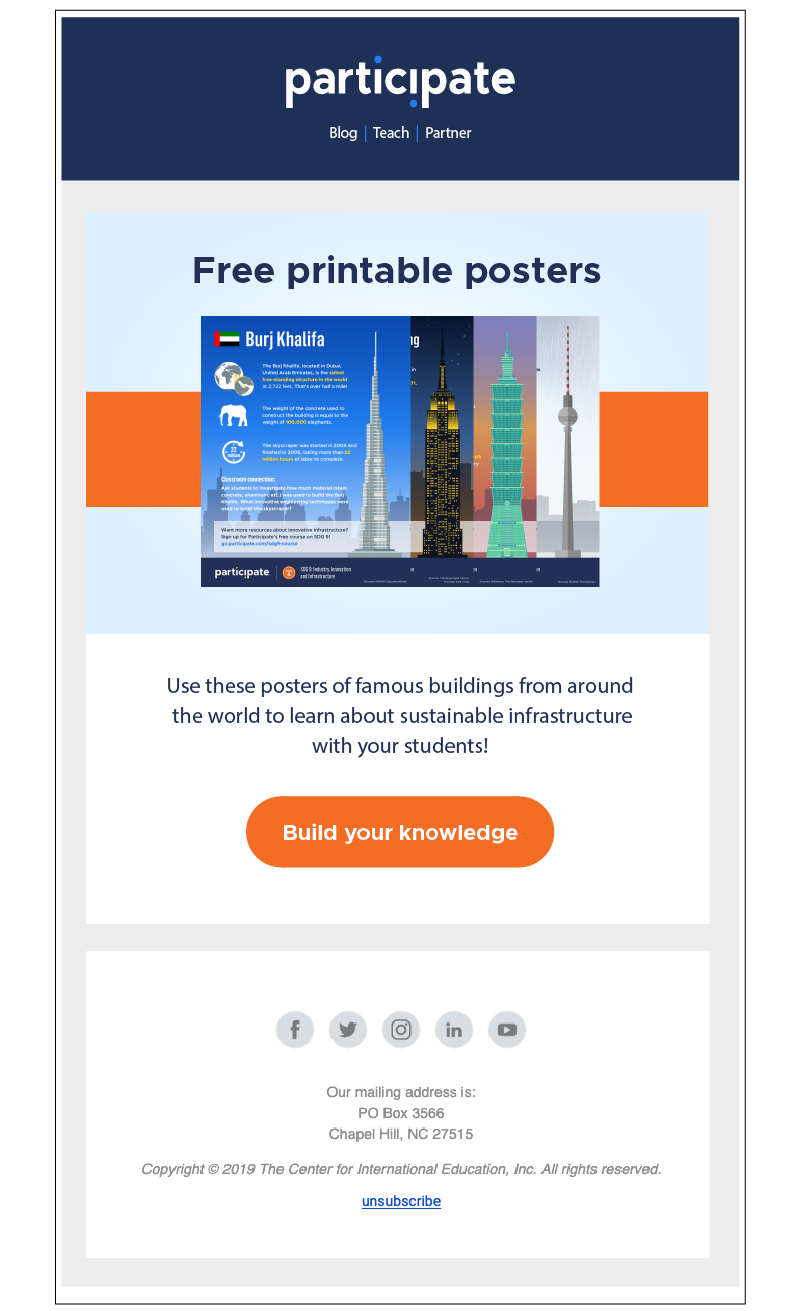 participate
Blog | Teach | Partner
Free printable posters
Burj Khalifa
The Burj Khalifa, located in Dubai,
United Arab Emirates, is the tallest
free-standing structure in the world
at 2,722 feet. That's over half a mile!
The weight of the concrete used to
construct the building is equal to the
weight of 100,000 elephants.
22
million
The skyscraper was started in 2004 and
finished in 2009, taking more than 22
million hours of labor to complete.
Classroom connection:
Ask students to investigate how much material (steel,
concrete, aluminum, etc.) was used to build the Burj
Khalifa. What innovative engineering techniques were
used to build this skyscraper?
Want more resources about innovative infrastructure?
Sign up for Participate's free course on SDG 9!
go.participate.com/sdg9-course
participate
SDG 9: Industry, Innovation
and Infrastructure
ng
Use these posters of famous buildings from around
the world to learn about sustainable infrastructure
with your students!
Build your knowledge
Our mailing address is:
PO Box 3566
Chapel Hill, NC 27515
Copyright © 2019 The Center for International Education, Inc. All rights reserved.
unsubscribe